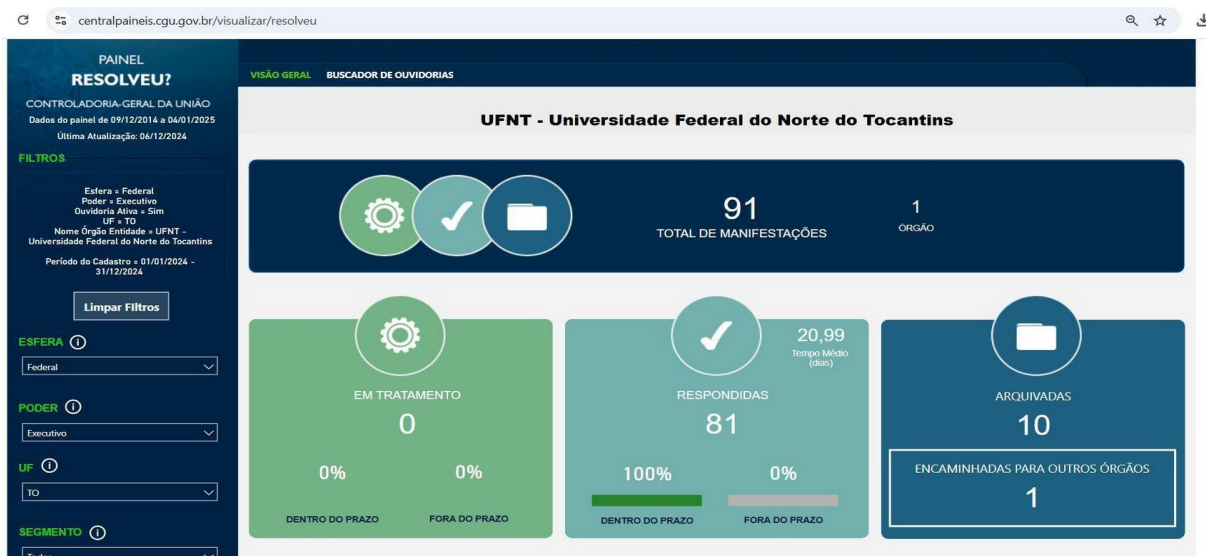 centralpaineis.cgu.gov.br/visualizar/resolveu
PAINEL
RESOLVEU?
CONTROLADORIA-GERAL DA UNIÃO
Dados do painel de 09/12/2014 a 04/01/2025
Última Atualização: 06/12/2024
FILTROS
Esfera = Federal
Poder = Executivo
Ouvidoria Ativa = Sim
UF = TO
Nome Órgão Entidade = UFNT -
Universidade Federal do Norte do Tocantins
Período do Cadastro = 01/01/2024 -
31/12/2024
Limpar FIltros
ESFERA
Federal
PODER
Executivo
UF
TO
SEGMENTO
VISÃO GERAL BUSCADOR DE OUVIDORIAS
UFNT - Universidade Federal do Norte do Tocantins
91
TOTAL DE MANIFESTAÇÕES
1
ÓRGÃO
EM TRATAMENTO
0
0% 0%
DENTRO DO PRAZO FORA DO PRAZO
20,99
Tempo Médio
(dias)
RESPONDIDAS
81
100% 0%
DENTRO DO PRAZO FORA DO PRAZO
ARQUIVADAS
10
ENCAMINHADAS PARA OUTROS ÓRGÃOS
1